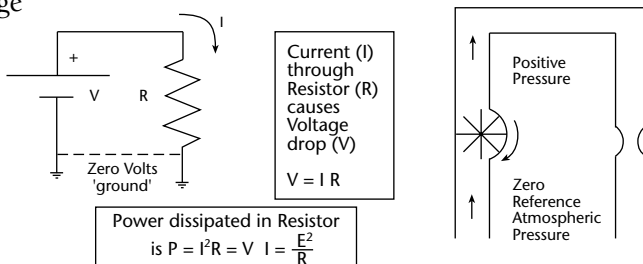 ge
I
+
V
R
Zero Volts
'ground'
Current (I)
through
Resistor (R)
causes
Voltage
drop (V)
V = I R
Power dissipated in Resistor
is P = I²R = V I = E²/R
Positive
Pressure
Zero
Reference
Atmospheric
Pressure